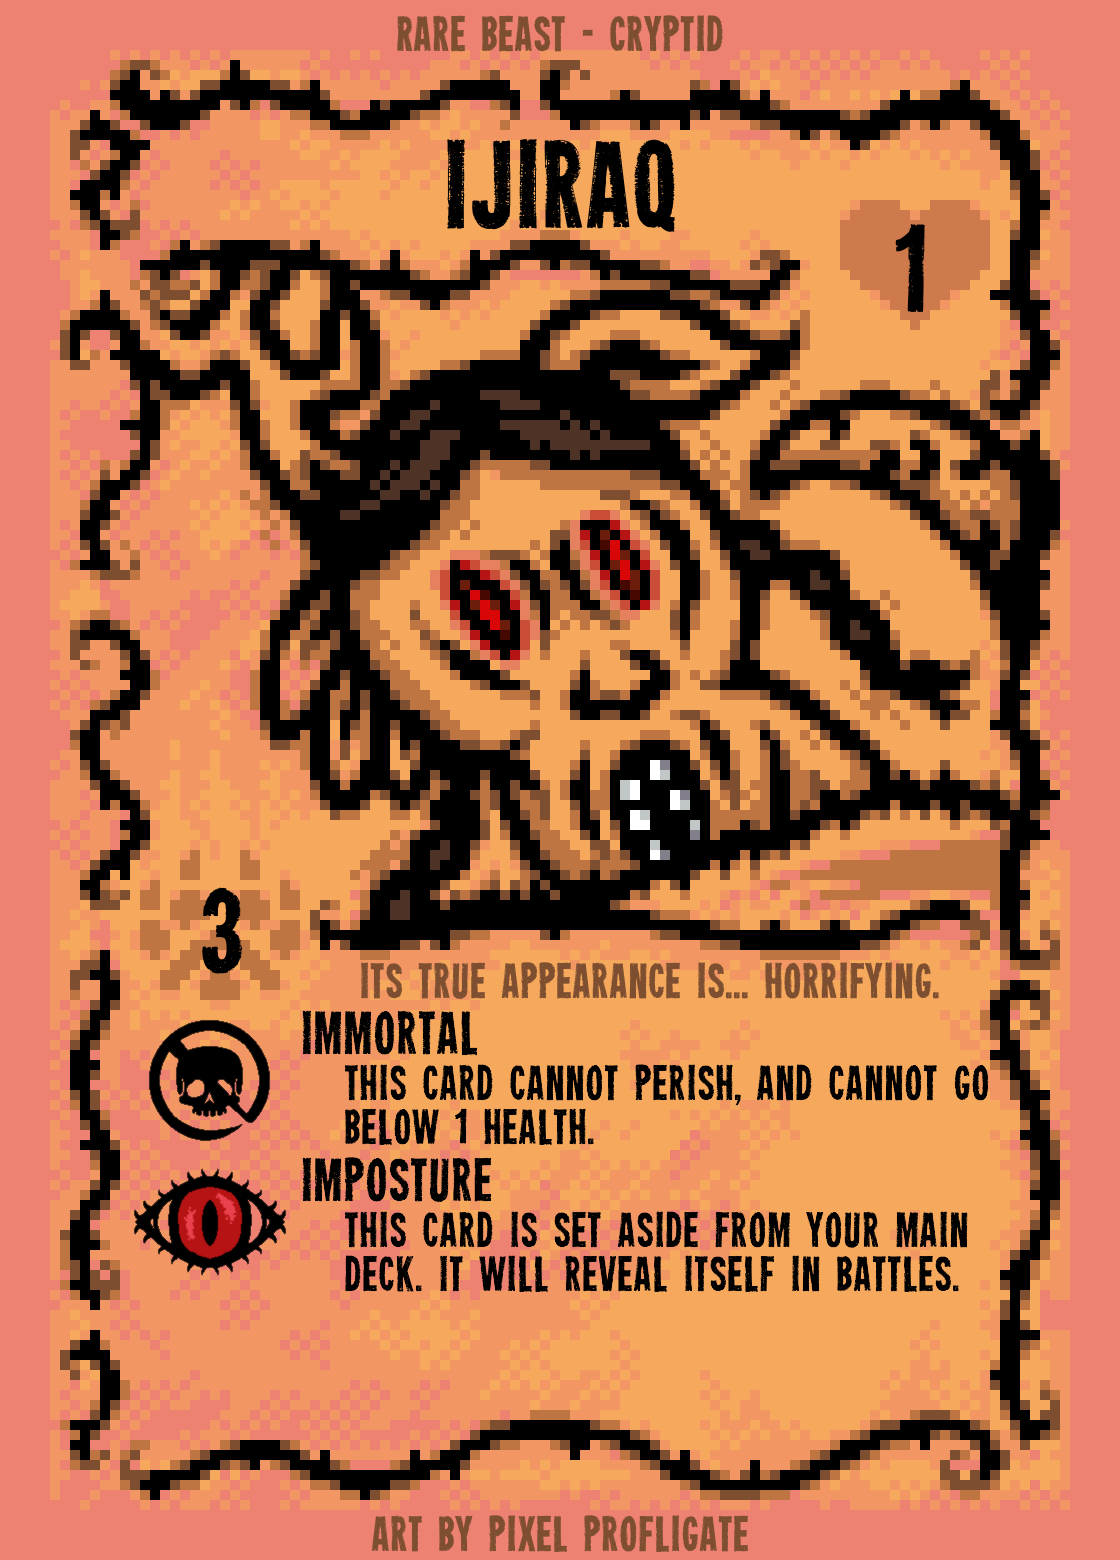 RARE BEAST - CRYPTID
IJIRAQ
1
3
ITS TRUE APPEARANCE IS... HORRIFYING.
IMMORTAL
THIS CARD CANNOT PERISH, AND CANNOT GO
BELOW 1 HEALTH.
IMPOSTURE
THIS CARD IS SET ASIDE FROM YOUR MAIN
DECK. IT WILL REVEAL ITSELF IN BATTLES.
ART BY PIXEL PROFLIGATE